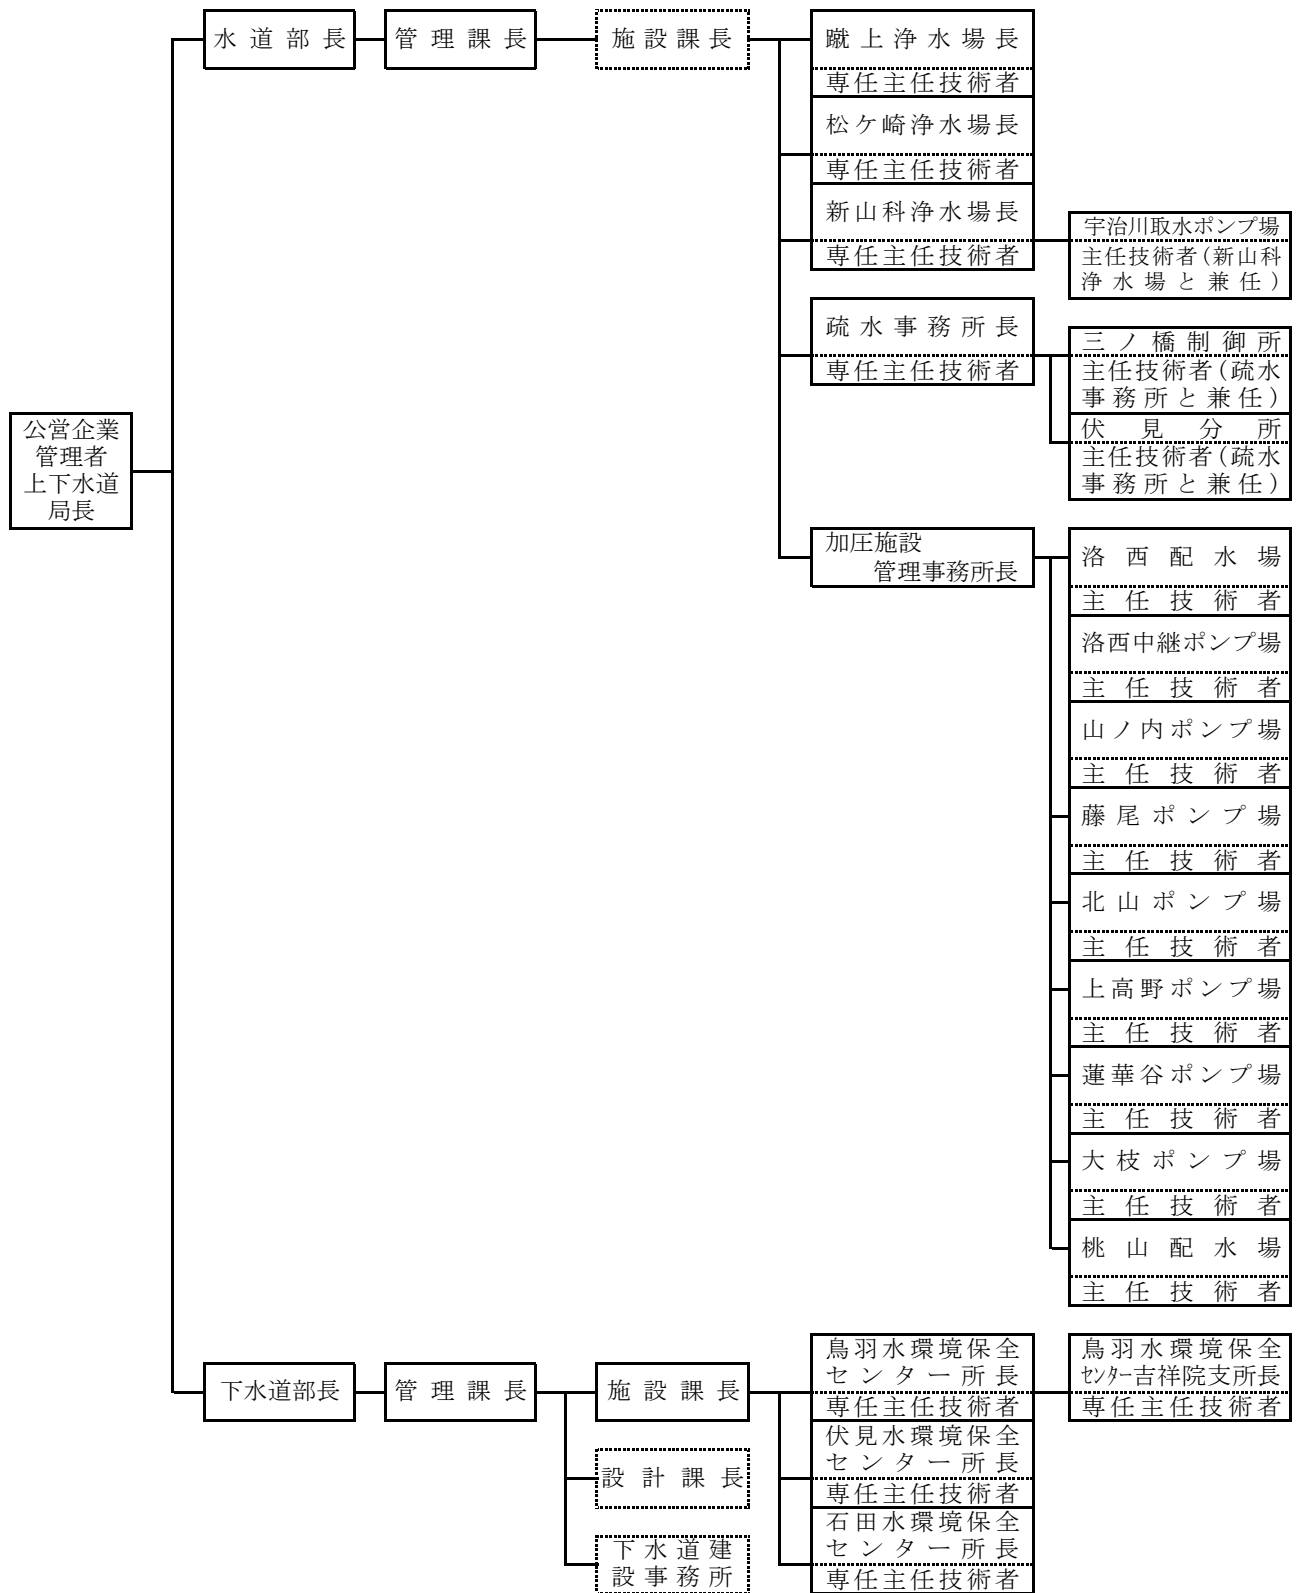 水道部長
管理課長
施設課長
蹴上浄水場長
専任主任技術者
松ケ崎浄水場長
専任主任技術者
新山科浄水場長
専任主任技術者
宇治川取水ポンプ場
主任技術者(新山科
浄水場と兼任)
疏水事務所長
専任主任技術者
三ノ橋制御所
主任技術者(疏水
事務所と兼任)
伏見分所
主任技術者(疏水
事務所と兼任)
公営企業
管理者
上下水道
局長
加圧施設
管理事務所長
洛西配水場
主任技術者
洛西中継ポンプ場
主任技術者
山ノ内ポンプ場
主任技術者
藤尾ポンプ場
主任技術者
北山ポンプ場
主任技術者
上高野ポンプ場
主任技術者
蓮華谷ポンプ場
主任技術者
大枝ポンプ場
主任技術者
桃山配水場
主任技術者
下水道部長
管理課長
施設課長
鳥羽水環境保全
センター所長
専任主任技術者
鳥羽水環境保全
センター吉祥院支所長
専任主任技術者
伏見水環境保全
センター所長
専任主任技術者
設計課長
石田水環境保全
センター所長
専任主任技術者
下水道建
設事務所